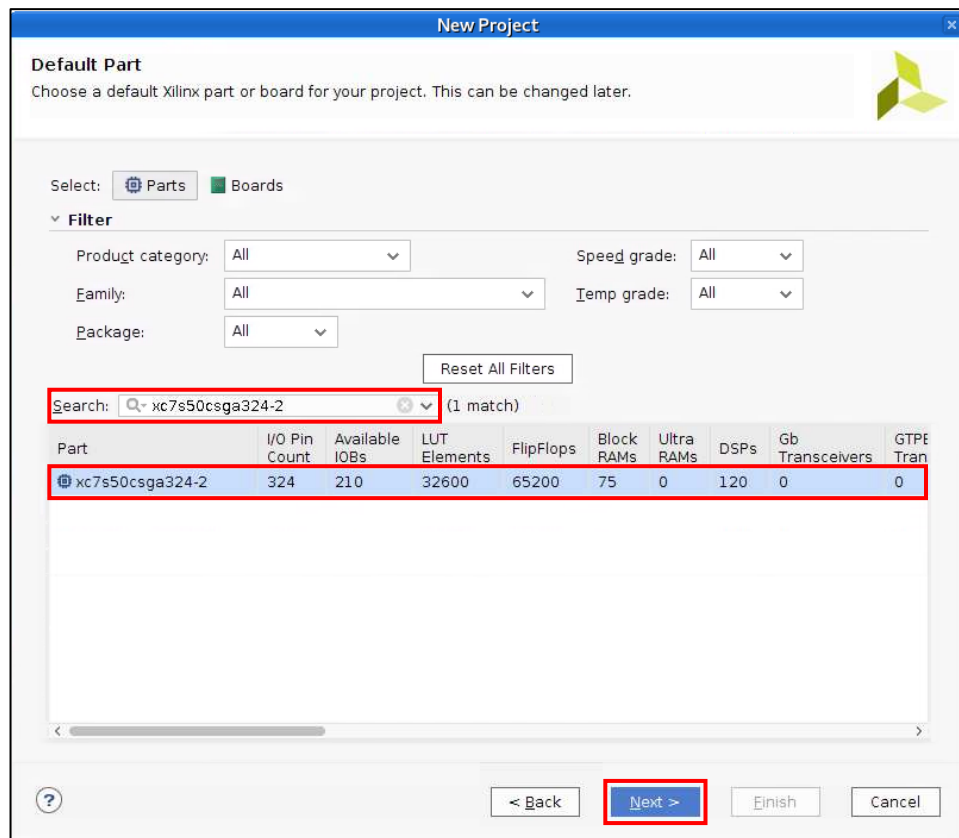 New Project
Default Part
Choose a default Xilinx part or board for your project. This can be changed later.
Select: Parts Boards
Filter
Product category: All Speed grade: All
Family: All Temp grade: All
Package: All
Reset All Filters
Search: xc7s50csga324-2 (1 match)
Part I/O Pin Count Available IOBs LUT Elements FlipFlops Block RAMs Ultra RAMs DSPs Gb Transceivers GTPE Tran
xc7s50csga324-2 324 210 32600 65200 75 0 120 0 0
? < Back Next > Finish Cancel